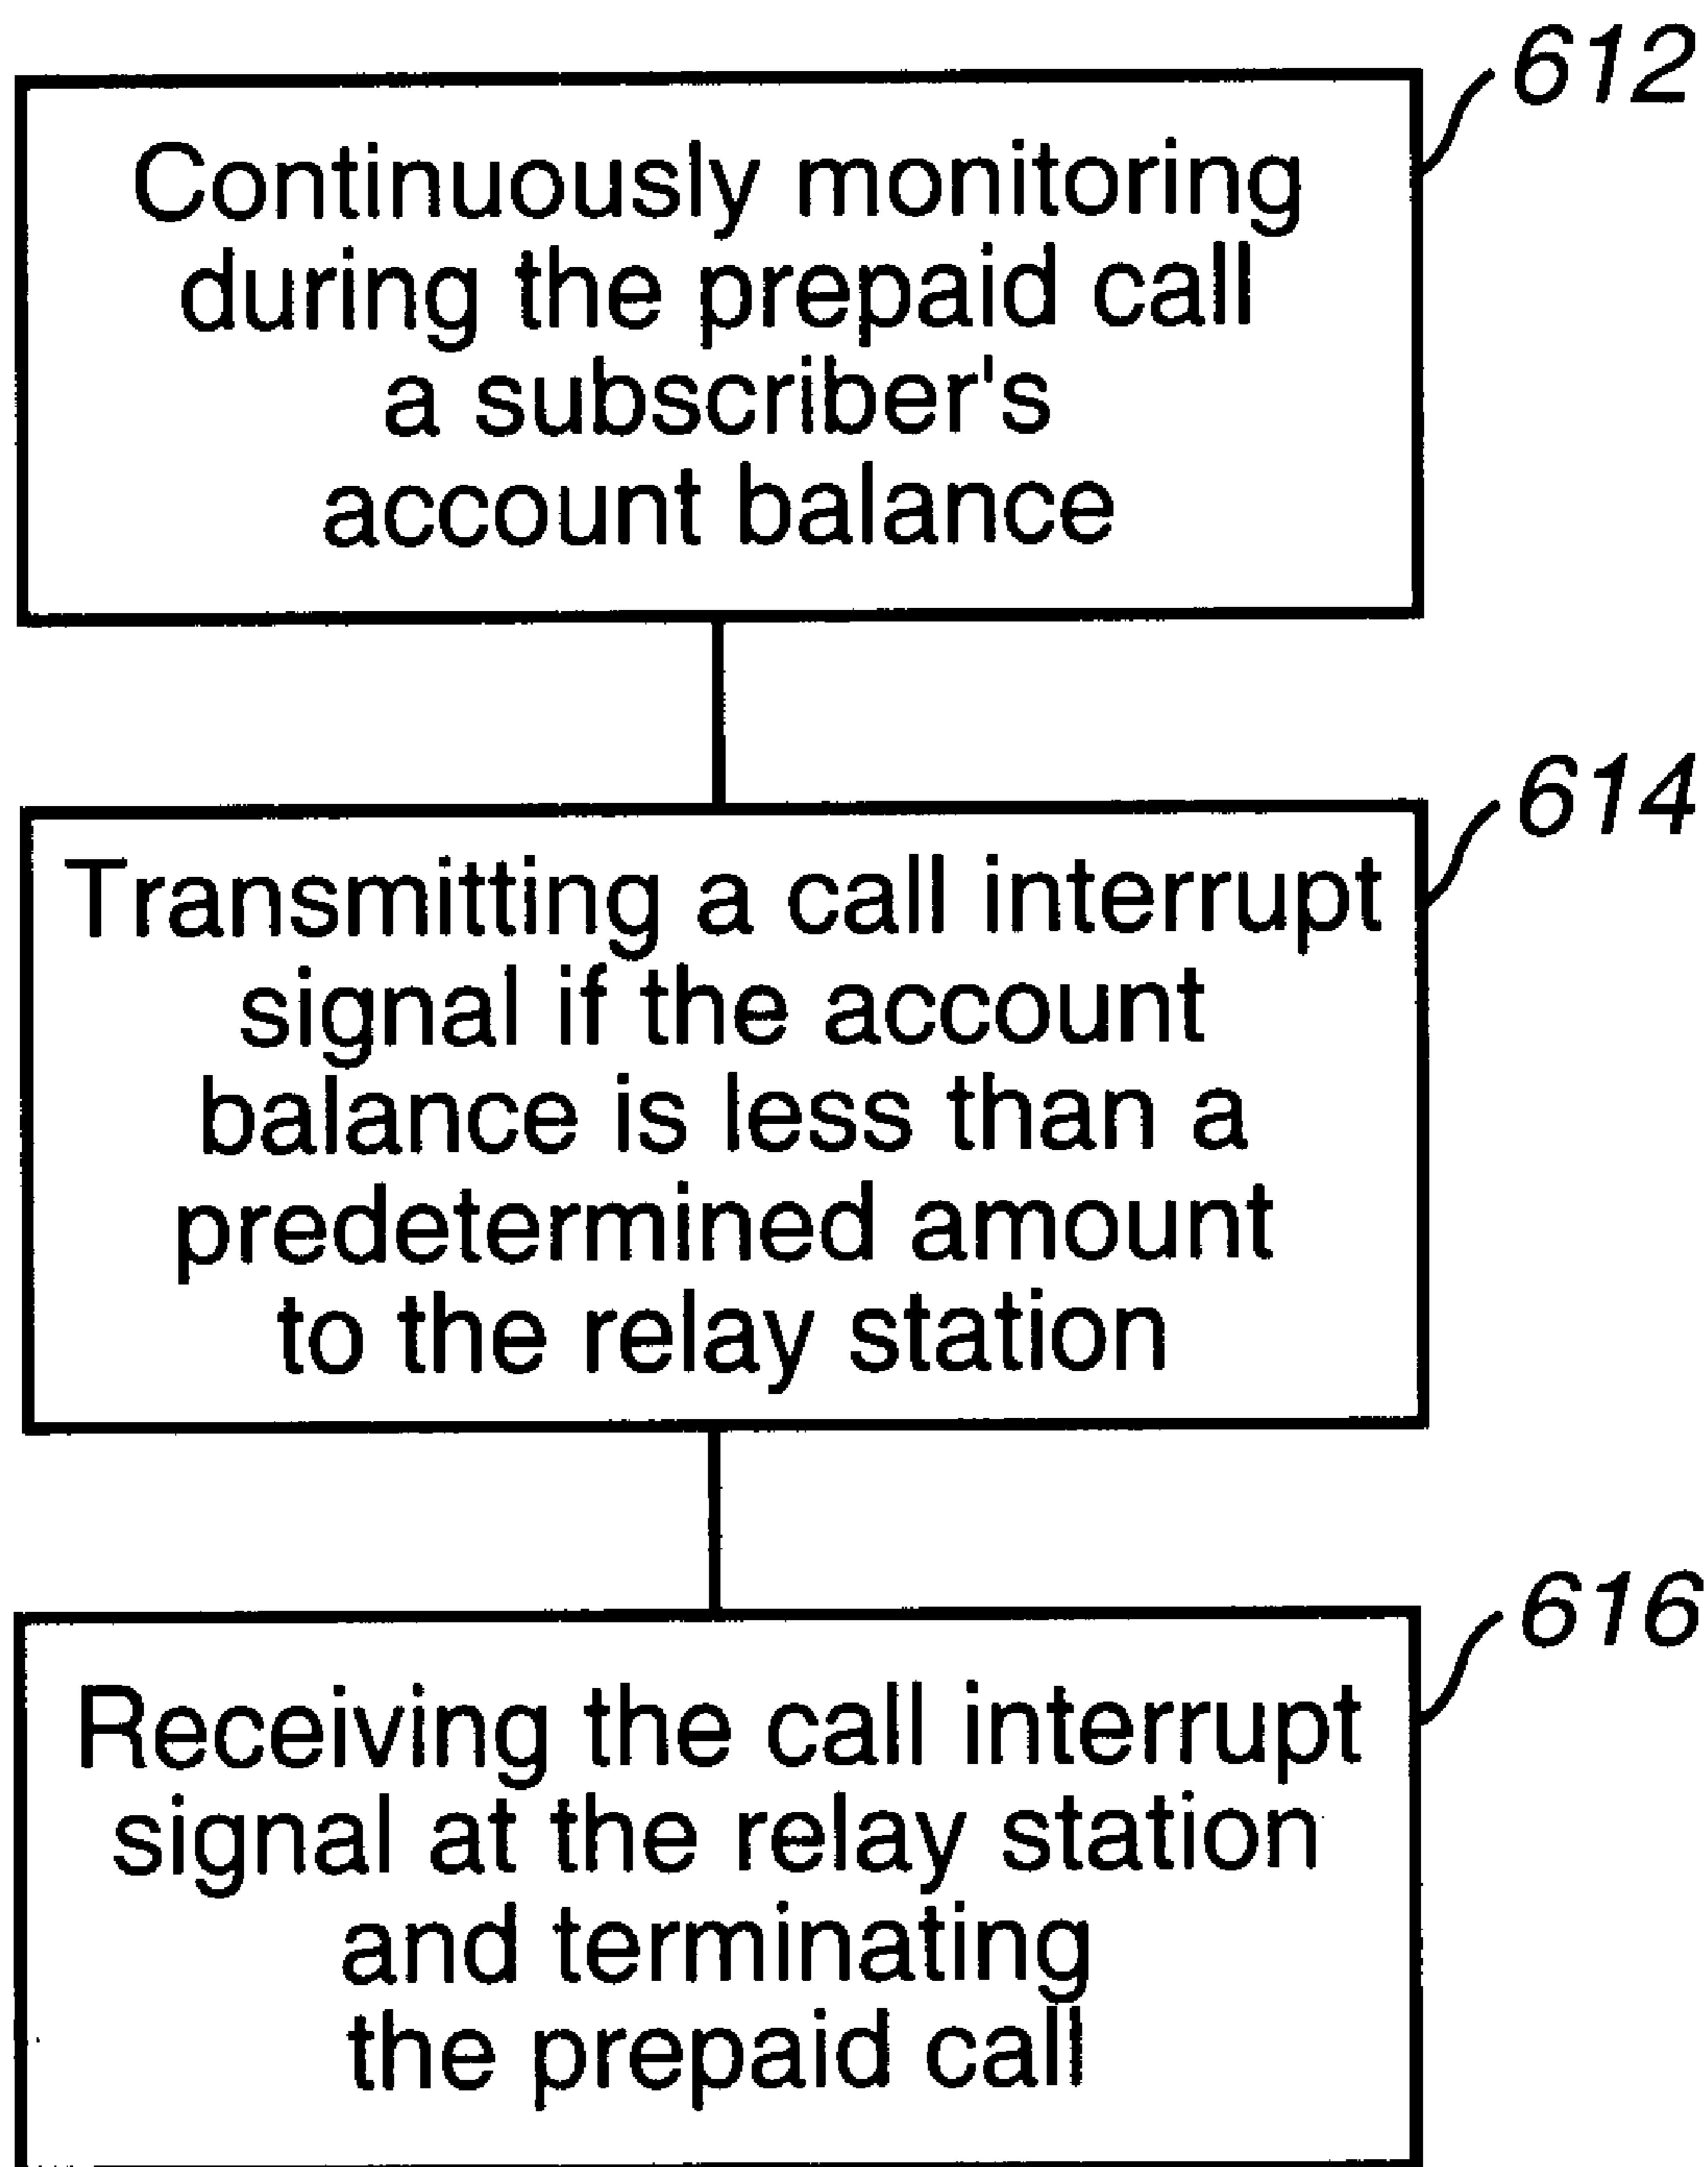 612
Continuously monitoring
during the prepaid call
a subscriber's
account balance
614
Transmitting a call interrupt
signal if the account
balance is less than a
predetermined amount
to the relay station
616
Receiving the call interrupt
signal at the relay station
and terminating
the prepaid call